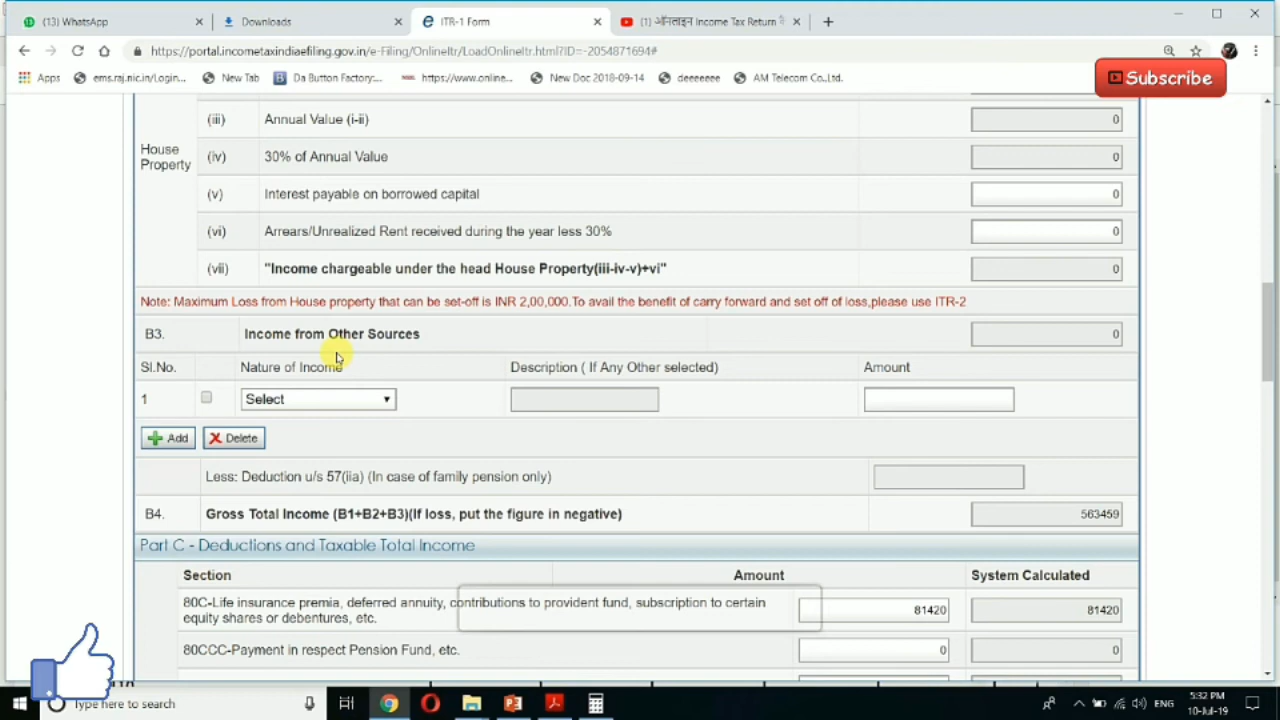 (13) WhatsApp
Downloads
ITR-1 Form
(1) ऑनलाइन Income Tax Return
https://portal.incometaxindiaefiling.gov.in/e-Filing/OnlineItr/LoadOnlineItr.html?ID=-2054871694#
Apps
ems.raj.nic.in/Login...
New Tab
Da Button Factory:...
https://www.online...
New Doc 2018-09-14
deeeeeee
AM Telecom Co.,Ltd.
Subscribe
House Property
(iii) Annual Value (i-ii) 0
(iv) 30% of Annual Value 0
(v) Interest payable on borrowed capital 0
(vi) Arrears/Unrealized Rent received during the year less 30% 0
(vii) "Income chargeable under the head House Property(iii-iv-v)+vi" 0
Note: Maximum Loss from House property that can be set-off is INR 2,00,000.To avail the benefit of carry forward and set off of loss,please use ITR-2
B3. Income from Other Sources 0
Sl.No. Nature of Income Description ( If Any Other selected) Amount
1 Select
Add Delete
Less: Deduction u/s 57(iia) (In case of family pension only)
B4. Gross Total Income (B1+B2+B3)(If loss, put the figure in negative) 563459
Part C - Deductions and Taxable Total Income
Section Amount System Calculated
80C-Life insurance premia, deferred annuity, contributions to provident fund, subscription to certain
equity shares or debentures, etc. 81420 81420
80CCC-Payment in respect Pension Fund, etc. 0 0
Type here to search
ENG
5:32 PM
10-Jul-19